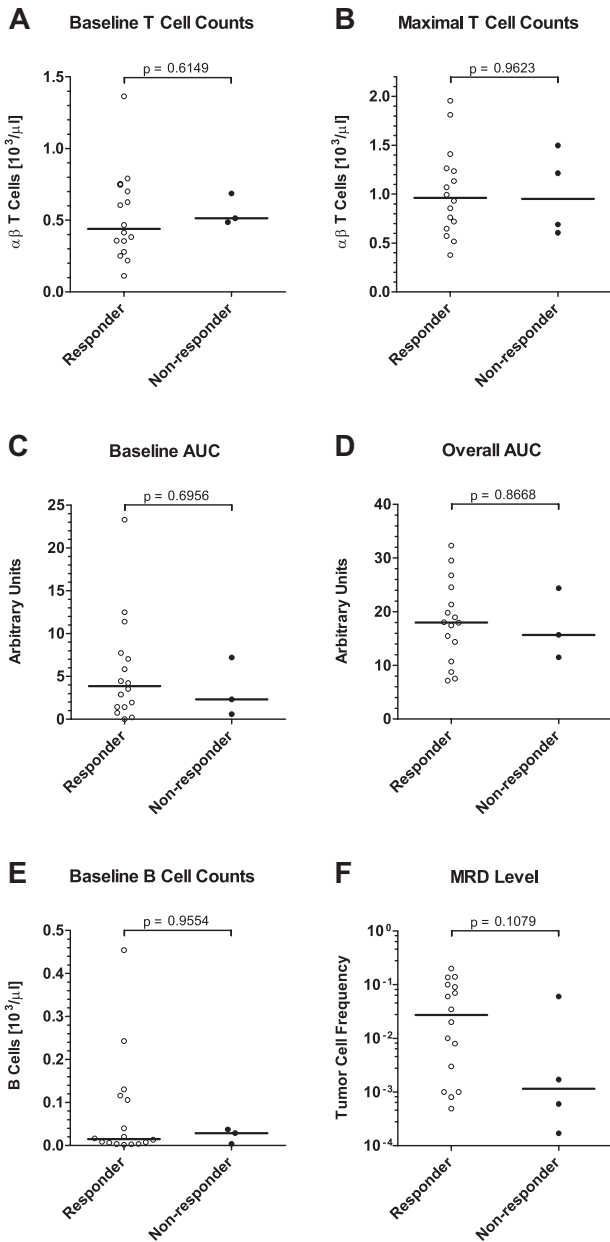 A Baseline T Cell Counts
p = 0.6149
αβ T Cells [10³/µl]
1.5
1.0
0.5
0.0
Responder
Non-responder
B Maximal T Cell Counts
p = 0.9623
αβ T Cells [10³/µl]
2.0
1.5
1.0
0.5
0.0
Responder
Non-responder
C Baseline AUC
p = 0.6956
Arbitrary Units
25
20
15
10
5
0
Responder
Non-responder
D Overall AUC
p = 0.8668
Arbitrary Units
40
30
20
10
0
Responder
Non-responder
E Baseline B Cell Counts
p = 0.9554
B Cells [10³/µl]
0.5
0.4
0.3
0.2
0.1
0.0
Responder
Non-responder
F MRD Level
p = 0.1079
Tumor Cell Frequency
10⁰
10⁻¹
10⁻²
10⁻³
10⁻⁴
Responder
Non-responder